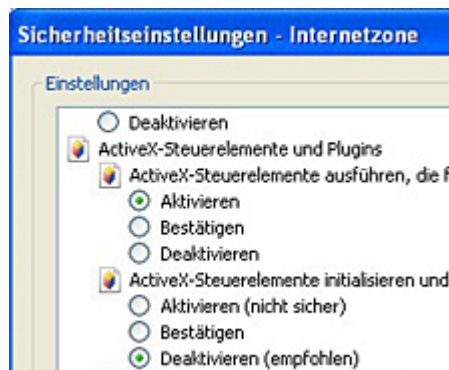 Sicherheitseinstellungen - Internetzone
Einstellungen
Deaktivieren
ActiveX-Steuerelemente und Plugins
ActiveX-Steuerelemente ausführen, die f
Aktivieren
Bestätigen
Deaktivieren
ActiveX-Steuerelemente initialisieren und
Aktivieren (nicht sicher)
Bestätigen
Deaktivieren (empfohlen)